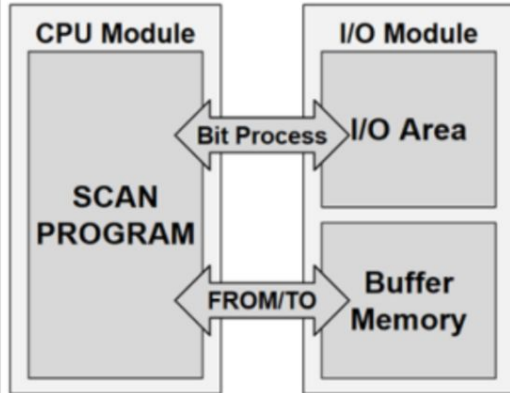 CPU Module
I/O Module
SCAN
PROGRAM
Bit Process
I/O Area
FROM/TO
Buffer
Memory